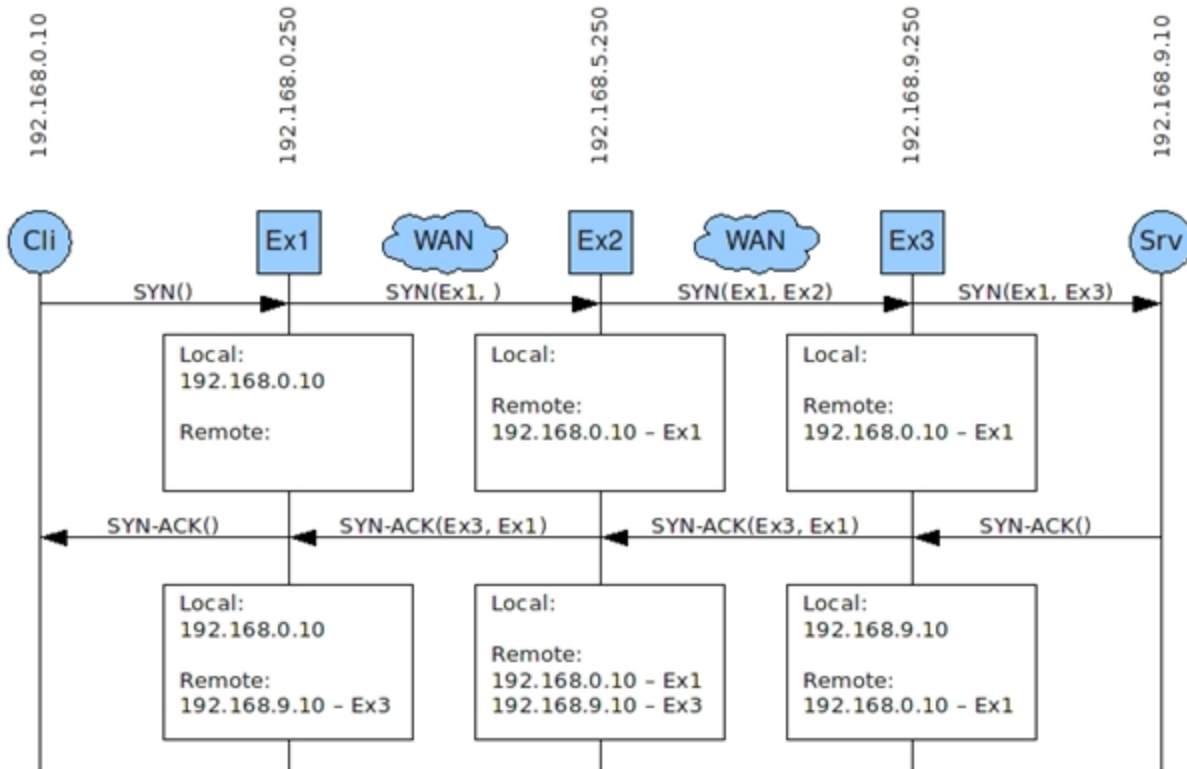 192.168.0.10
192.168.0.250
192.168.5.250
192.168.9.250
192.168.9.10
Cli
Ex1
WAN
Ex2
WAN
Ex3
Srv
SYN()
SYN(Ex1, )
SYN(Ex1, Ex2)
SYN(Ex1, Ex3)
Local:
192.168.0.10
Remote:
Local:
Remote:
192.168.0.10 – Ex1
Local:
Remote:
192.168.0.10 – Ex1
SYN-ACK()
SYN-ACK(Ex3, Ex1)
SYN-ACK(Ex3, Ex1)
SYN-ACK()
Local:
192.168.0.10
Remote:
192.168.9.10 – Ex3
Local:
Remote:
192.168.0.10 – Ex1
192.168.9.10 – Ex3
Local:
192.168.9.10
Remote:
192.168.0.10 – Ex1